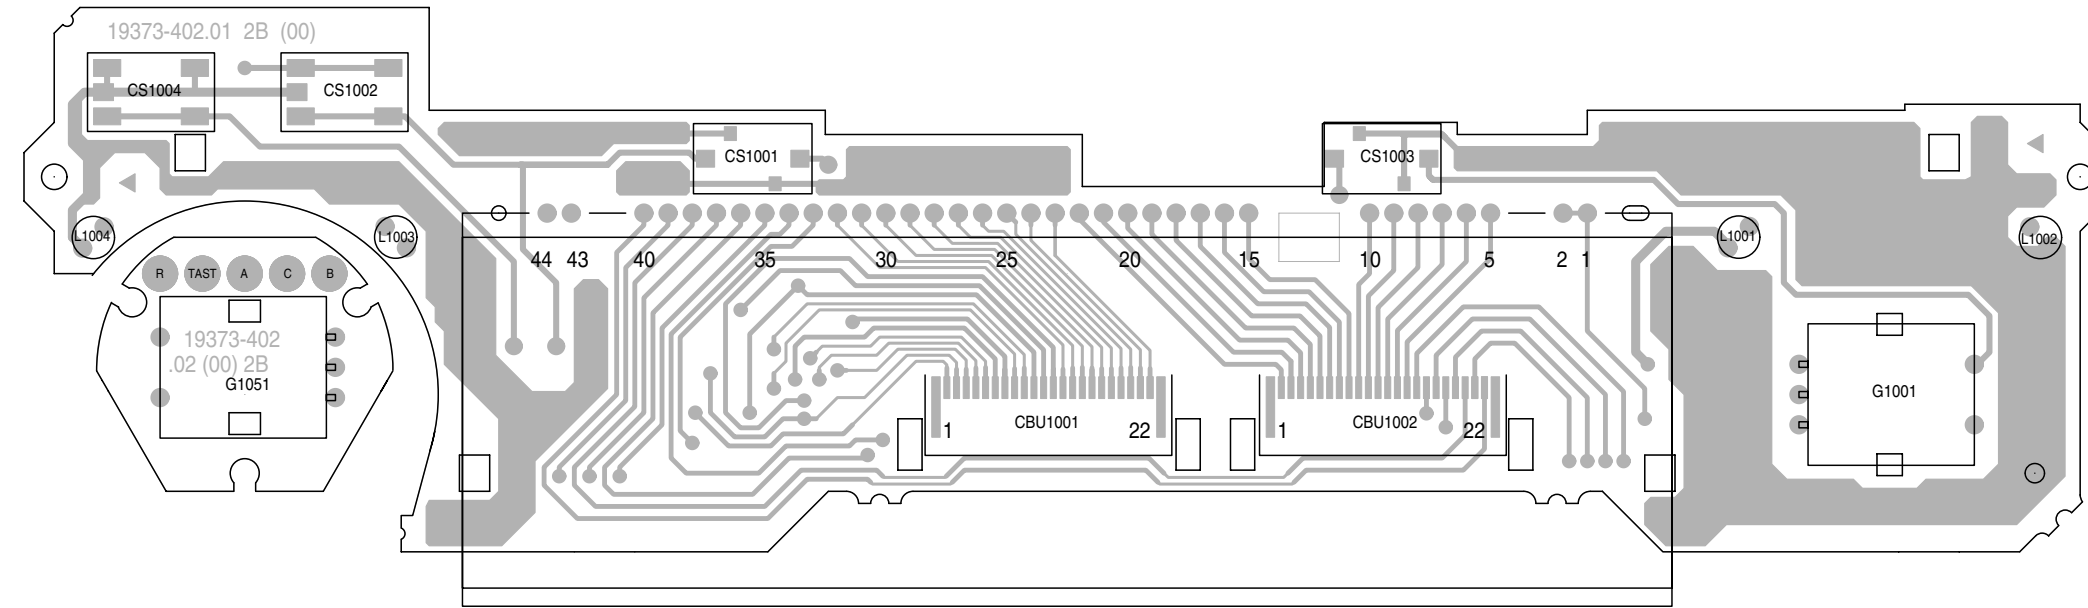 19373-402.01 2B (00)
CS1004
CS1002
CS1001
CS1003
L1004
L1003
L1001
L1002
44 43 40 35 30 25 20 15 10 5 2 1
R TAST A C B
19373-402
.02 (00) 2B
G1051
G1001
CBU1001
1 22
CBU1002
1 22